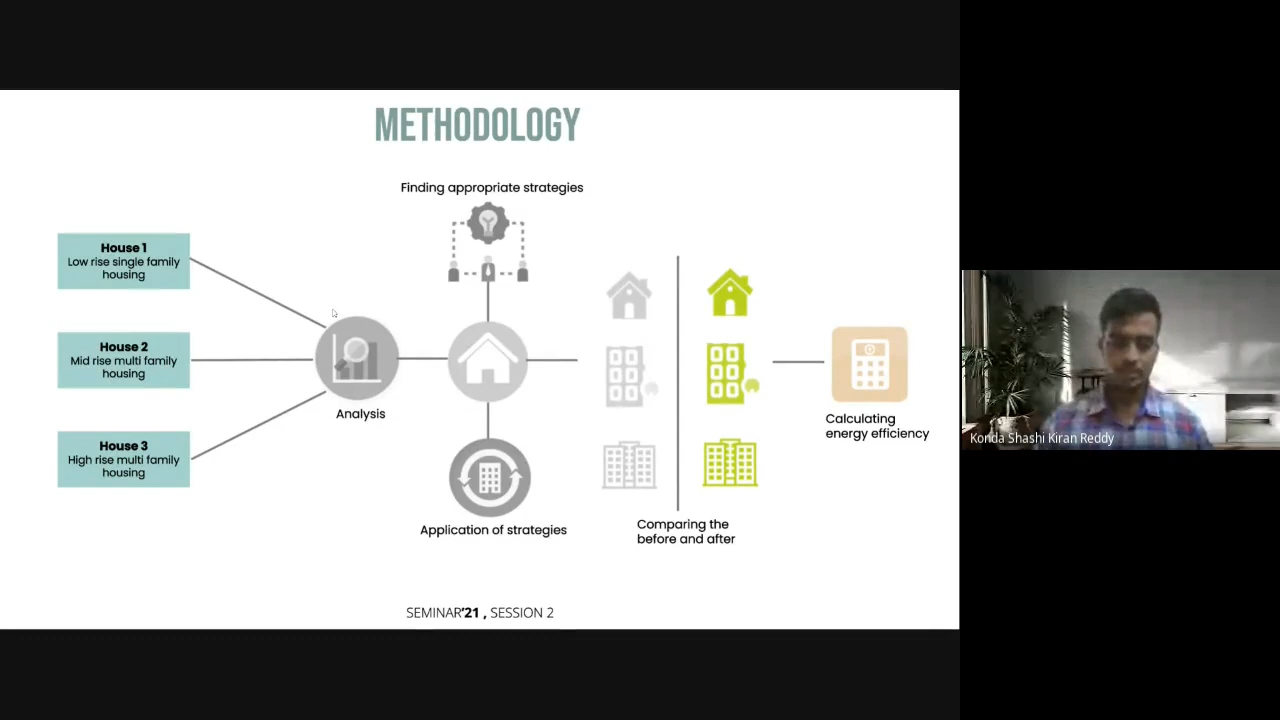 METHODOLOGY
Finding appropriate strategies
House 1
Low rise single family
housing
House 2
Mid rise multi family
housing
House 3
High rise multi family
housing
Analysis
Application of strategies
Comparing the
before and after
Calculating
energy efficiency
SEMINAR'21 , SESSION 2
Konda Shashi Kiran Reddy